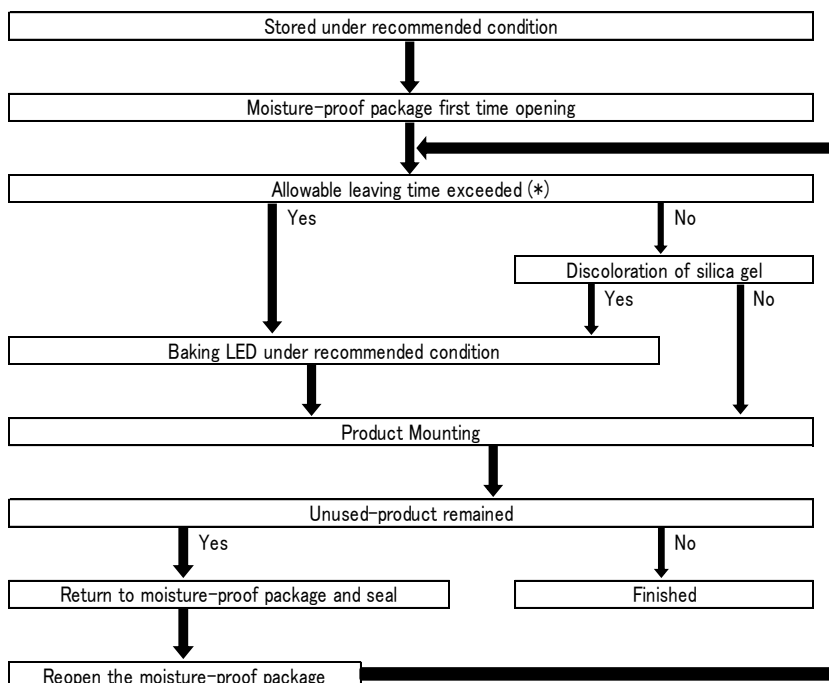 Stored under recommended condition
Moisture-proof package first time opening
Allowable leaving time exceeded (*)
Yes
No
Discoloration of silica gel
Yes
No
Baking LED under recommended condition
Product Mounting
Unused-product remained
Yes
No
Return to moisture-proof package and seal
Finished
Reopen the moisture-proof package